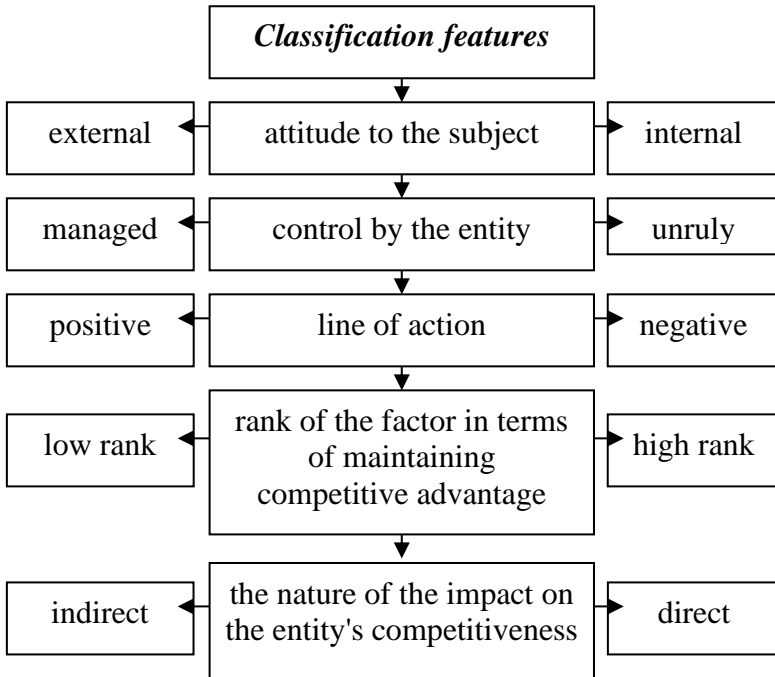 Classification features
external
attitude to the subject
internal
managed
control by the entity
unruly
positive
line of action
negative
low rank
rank of the factor in terms
of maintaining
competitive advantage
high rank
indirect
the nature of the impact on
the entity's competitiveness
direct